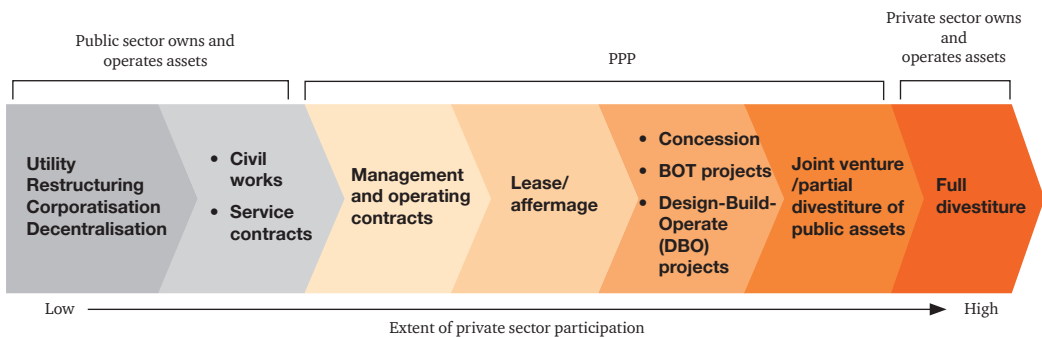 Public sector owns and
operates assets
PPP
Private sector owns
and
operates assets
Utility
Restructuring
Corporatisation
Decentralisation
• Civil
works
• Service
contracts
Management
and operating
contracts
Lease/
affermage
• Concession
• BOT projects
• Design-Build-
Operate
(DBO)
projects
Joint venture
/partial
divestiture of
public assets
Full
divestiture
Low
High
Extent of private sector participation